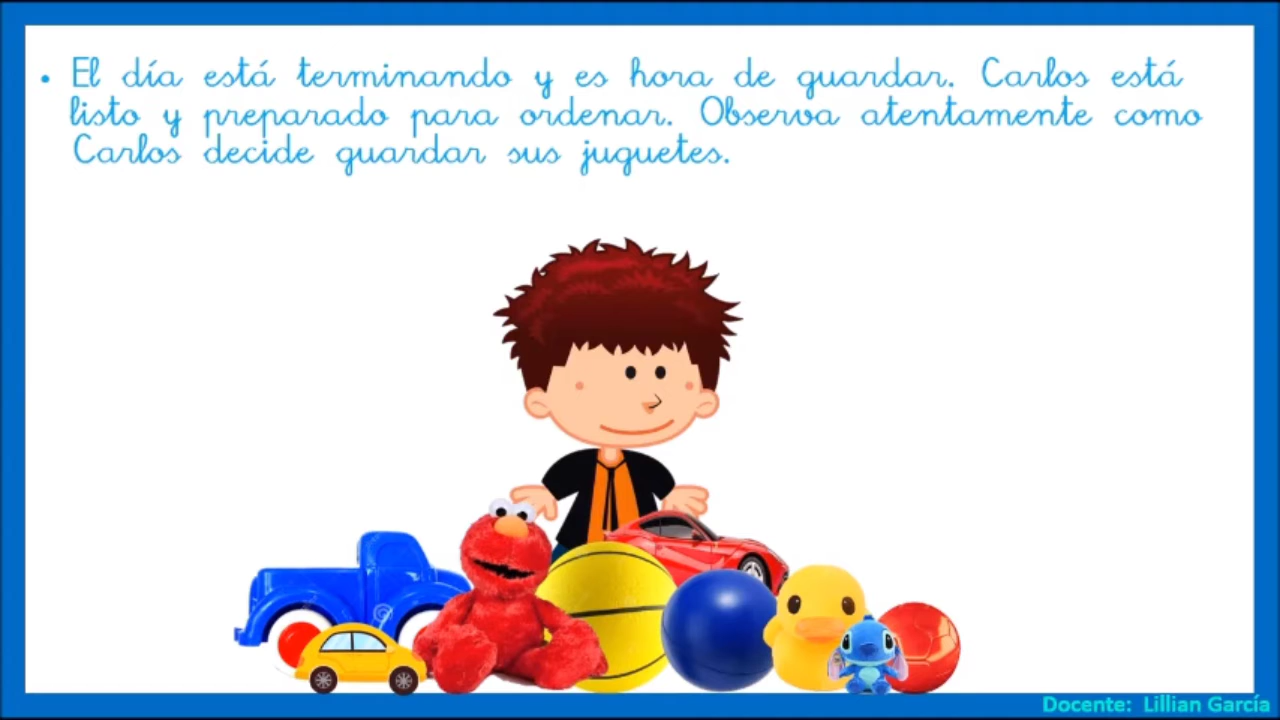 • El día está terminando y es hora de guardar. Carlos está
listo y preparado para ordenar. Observa atentamente como
Carlos decide guardar sus juguetes.
Docente: Lillian García